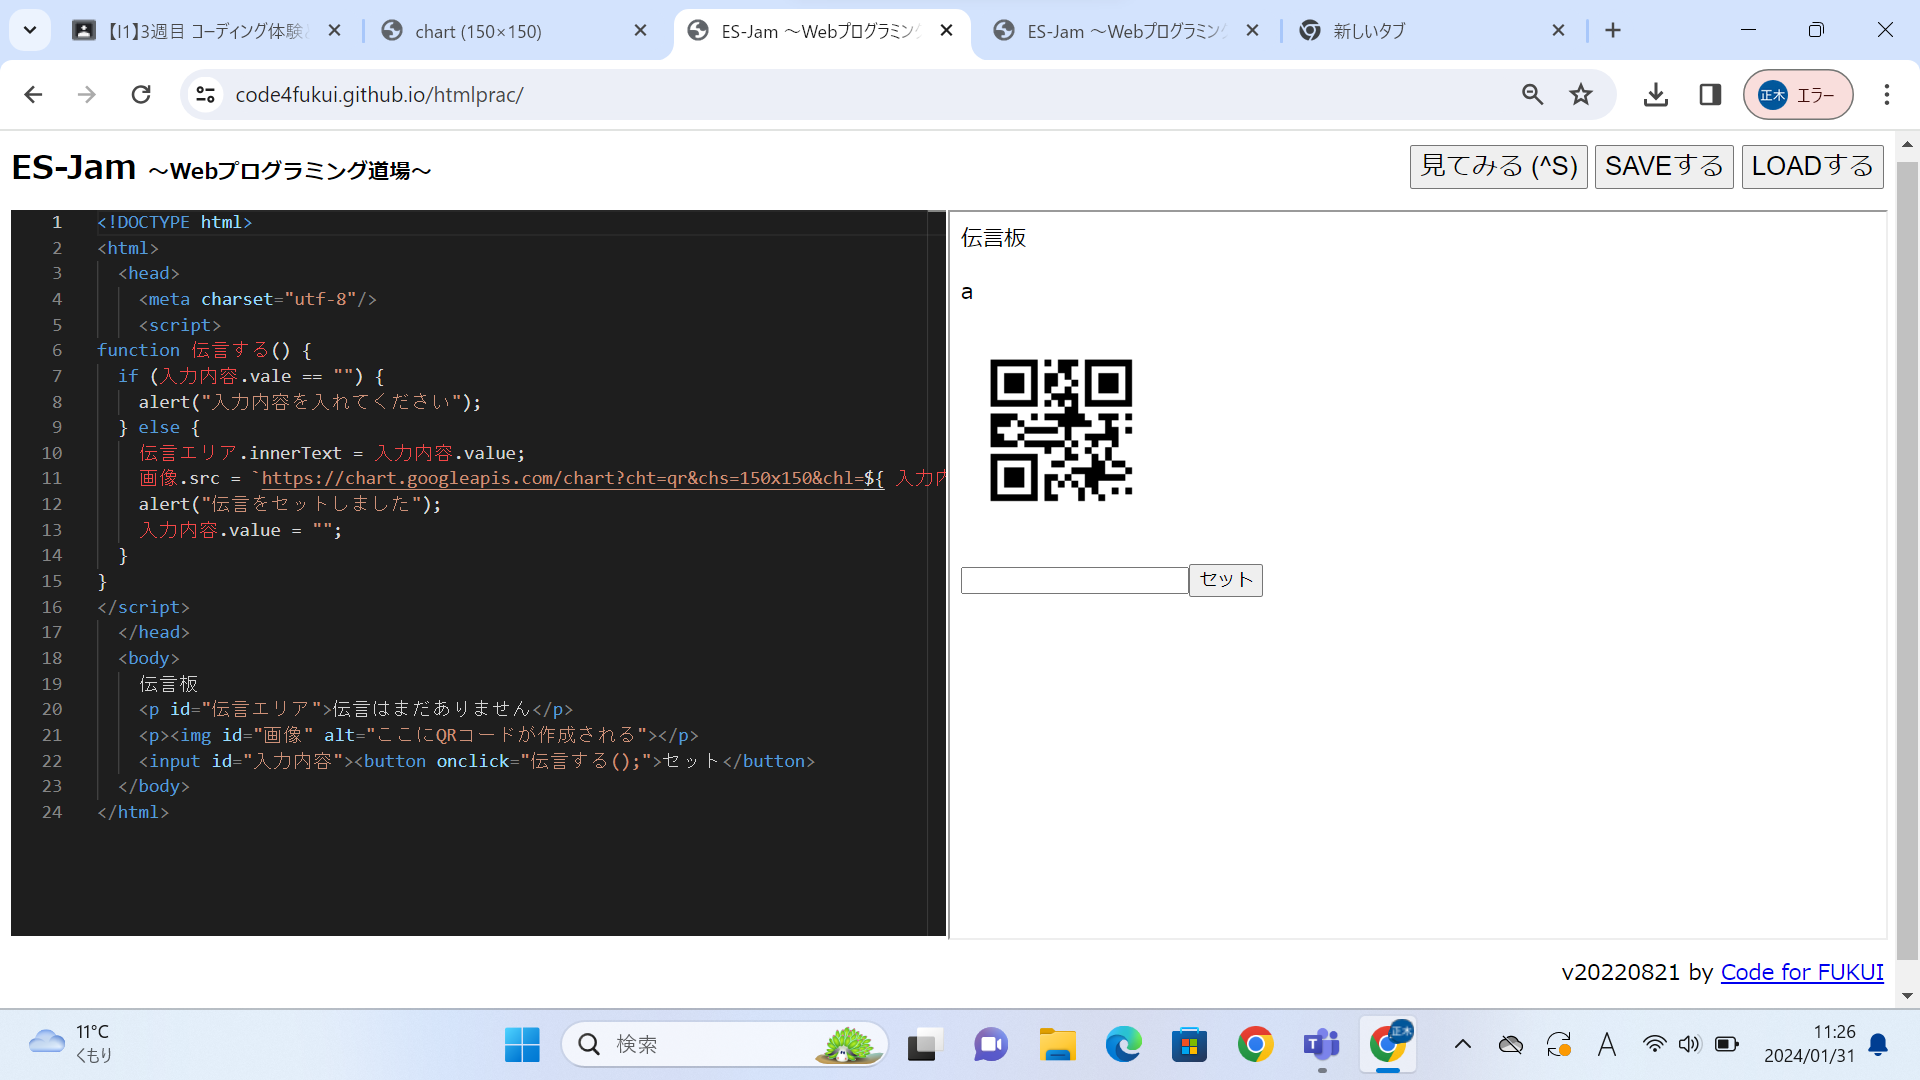 【I1】3週目 コーディング体験
chart (150×150)
ES-Jam ～Webプログラミン
ES-Jam ～Webプログラミン
新しいタブ
code4fukui.github.io/htmlprac/
正木 エラー
ES-Jam ～Webプログラミング道場～
見てみる (^S) SAVEする LOADする
1 <!DOCTYPE html>
2 <html>
3 <head>
4 <meta charset="utf-8"/>
5 <script>
6 function 伝言する() {
7 if (入力内容.vale == "") {
8 alert("入力内容を入れてください");
9 } else {
10 伝言エリア.innerText = 入力内容.value;
11 画像.src = `https://chart.googleapis.com/chart?cht=qr&chs=150x150&chl=${ 入力内
12 alert("伝言をセットしました");
13 入力内容.value = "";
14 }
15 }
16 </script>
17 </head>
18 <body>
19 伝言板
20 <p id="伝言エリア">伝言はまだありません</p>
21 <p><img id="画像" alt="ここにQRコードが作成される"></p>
22 <input id="入力内容"><button onclick="伝言する();">セット</button>
23 </body>
24 </html>
伝言板
a
セット
v20220821 by Code for FUKUI
11°C
くもり
検索
正木
A
11:26
2024/01/31